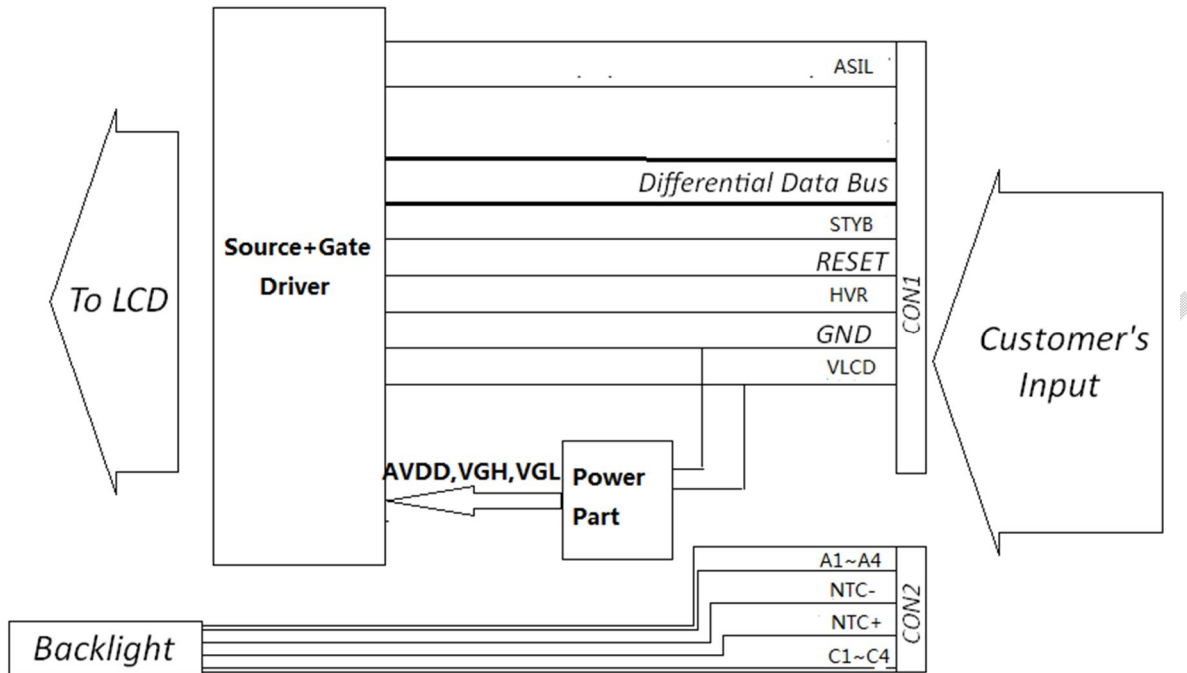 ASIL
Differential Data Bus
STYB
RESET
HVR
GND
VLCD
CON1
Source+Gate
Driver
To LCD
Customer's
Input
AVDD,VGH,VGL
Power
Part
A1~A4
NTC-
NTC+
C1~C4
CON2
Backlight